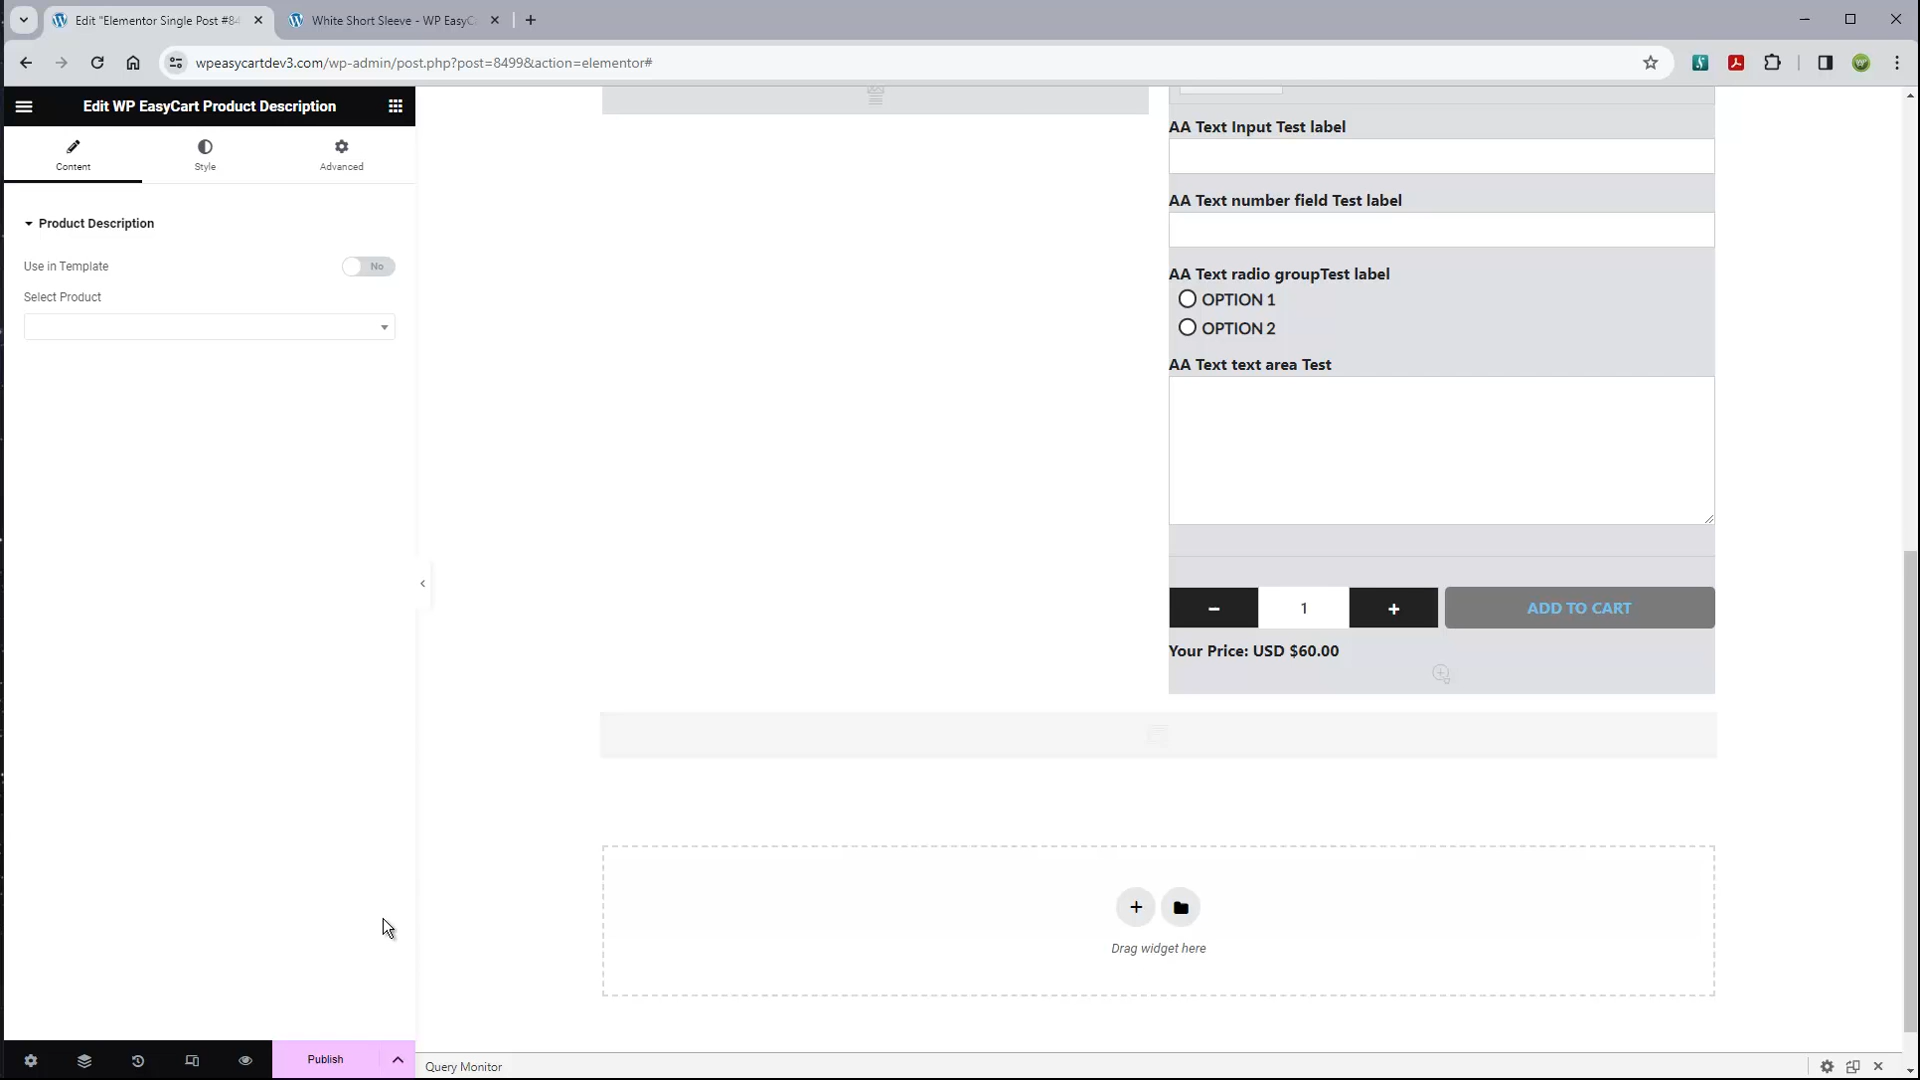 Edit "Elementor Single Post #84
White Short Sleeve - WP EasyC
wpeasycartdev3.com/wp-admin/post.php?post=8499&action=elementor#
Edit WP EasyCart Product Description
Content
Style
Advanced
Product Description
Use in Template
No
Select Product
AA Text Input Test label
AA Text number field Test label
AA Text radio groupTest label
OPTION 1
OPTION 2
AA Text text area Test
1
ADD TO CART
Your Price: USD $60.00
Drag widget here
Publish
Query Monitor